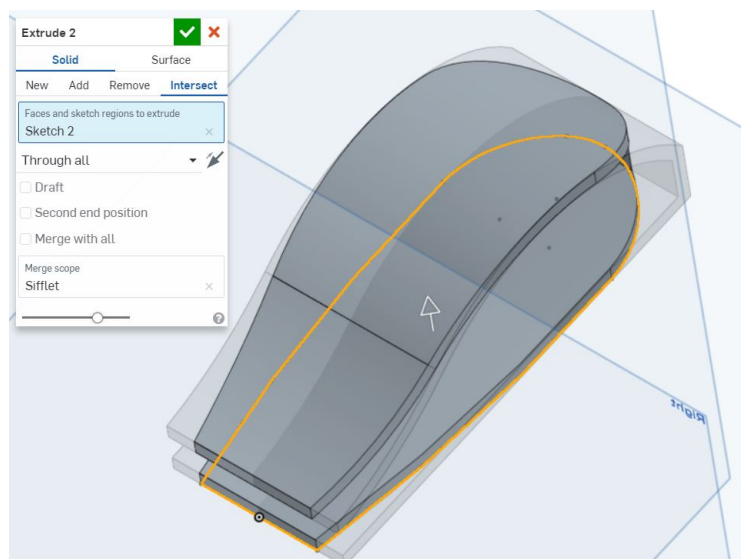 Extrude 2
Solid Surface
New Add Remove Intersect
Faces and sketch regions to extrude
Sketch 2
Through all
Draft
Second end position
Merge with all
Merge scope
Sifflet
Right